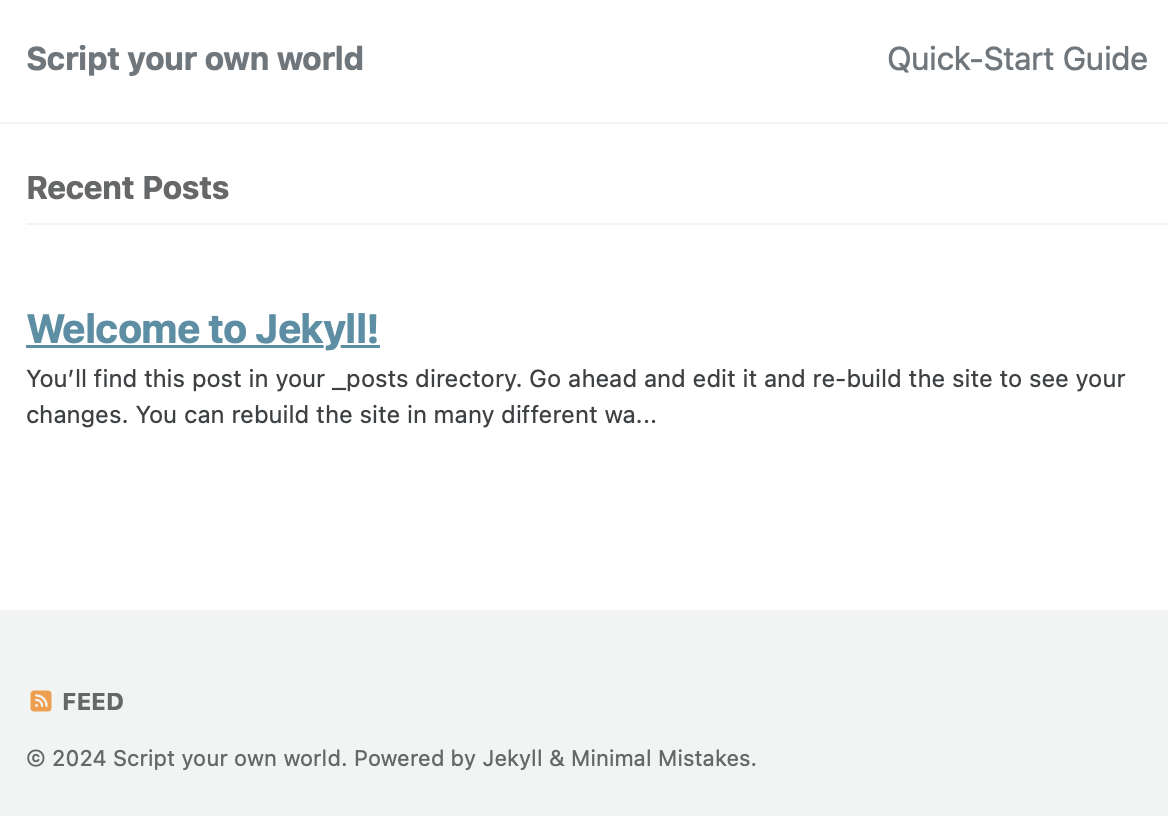 Script your own world
Quick-Start Guide
Recent Posts
Welcome to Jekyll!
You’ll find this post in your _posts directory. Go ahead and edit it and re-build the site to see your
changes. You can rebuild the site in many different wa...
FEED
© 2024 Script your own world. Powered by Jekyll & Minimal Mistakes.